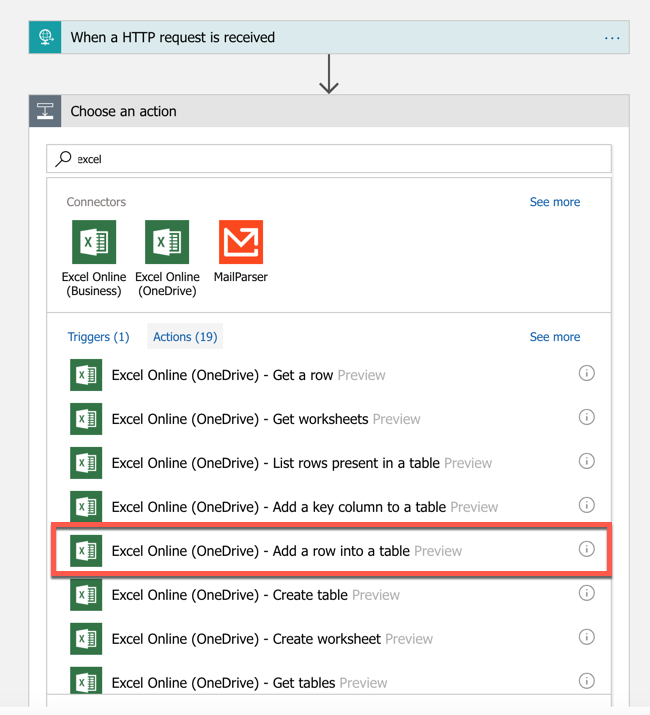 When a HTTP request is received
Choose an action
excel
Connectors
See more
Excel Online
(Business)
Excel Online
(OneDrive)
MailParser
Triggers (1)
Actions (19)
See more
Excel Online (OneDrive) - Get a row Preview
Excel Online (OneDrive) - Get worksheets Preview
Excel Online (OneDrive) - List rows present in a table Preview
Excel Online (OneDrive) - Add a key column to a table Preview
Excel Online (OneDrive) - Add a row into a table Preview
Excel Online (OneDrive) - Create table Preview
Excel Online (OneDrive) - Create worksheet Preview
Excel Online (OneDrive) - Get tables Preview